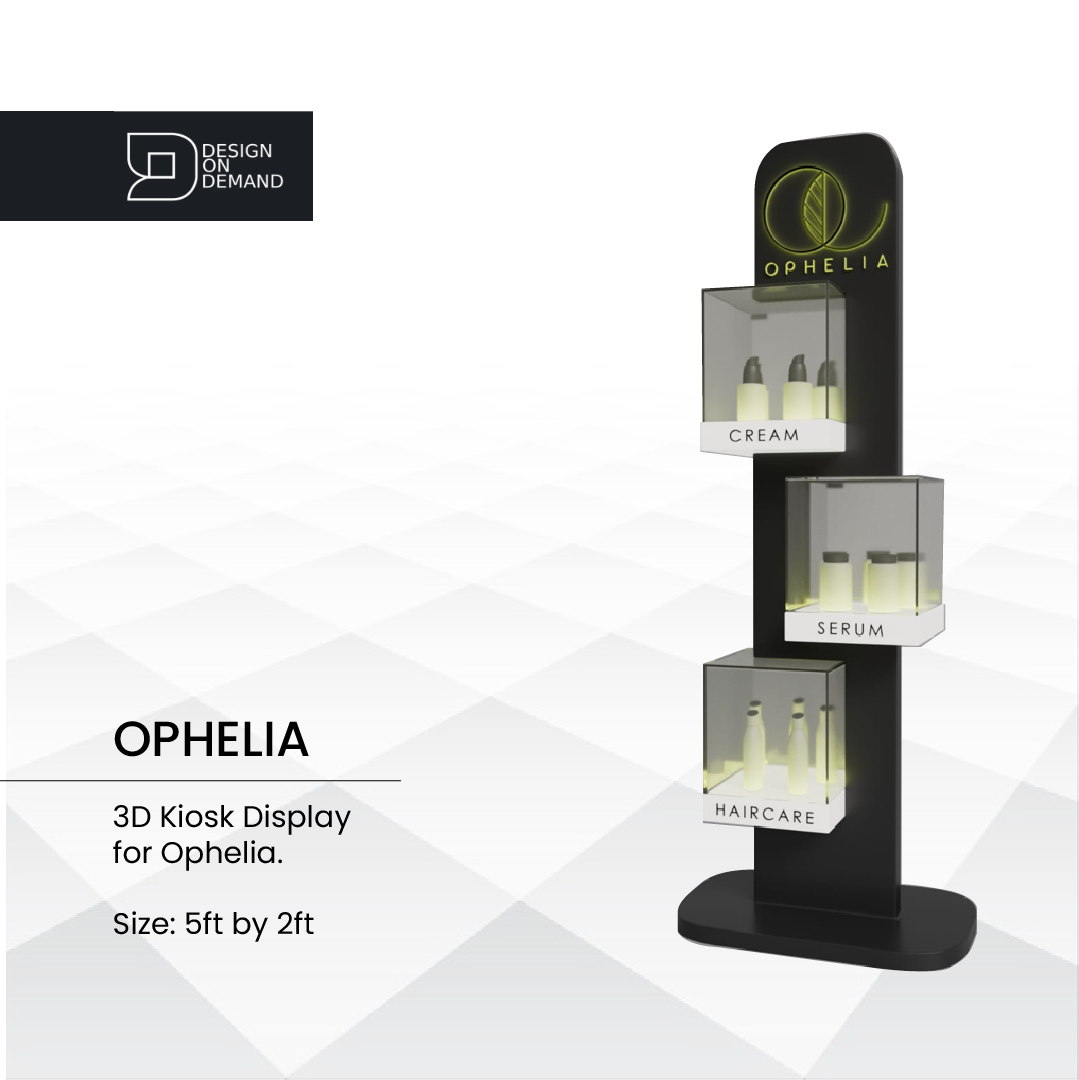 DESIGN
ON
DEMAND
OPHELIA
CREAM
SERUM
HAIRCARE
OPHELIA
3D Kiosk Display
for Ophelia.
Size: 5ft by 2ft